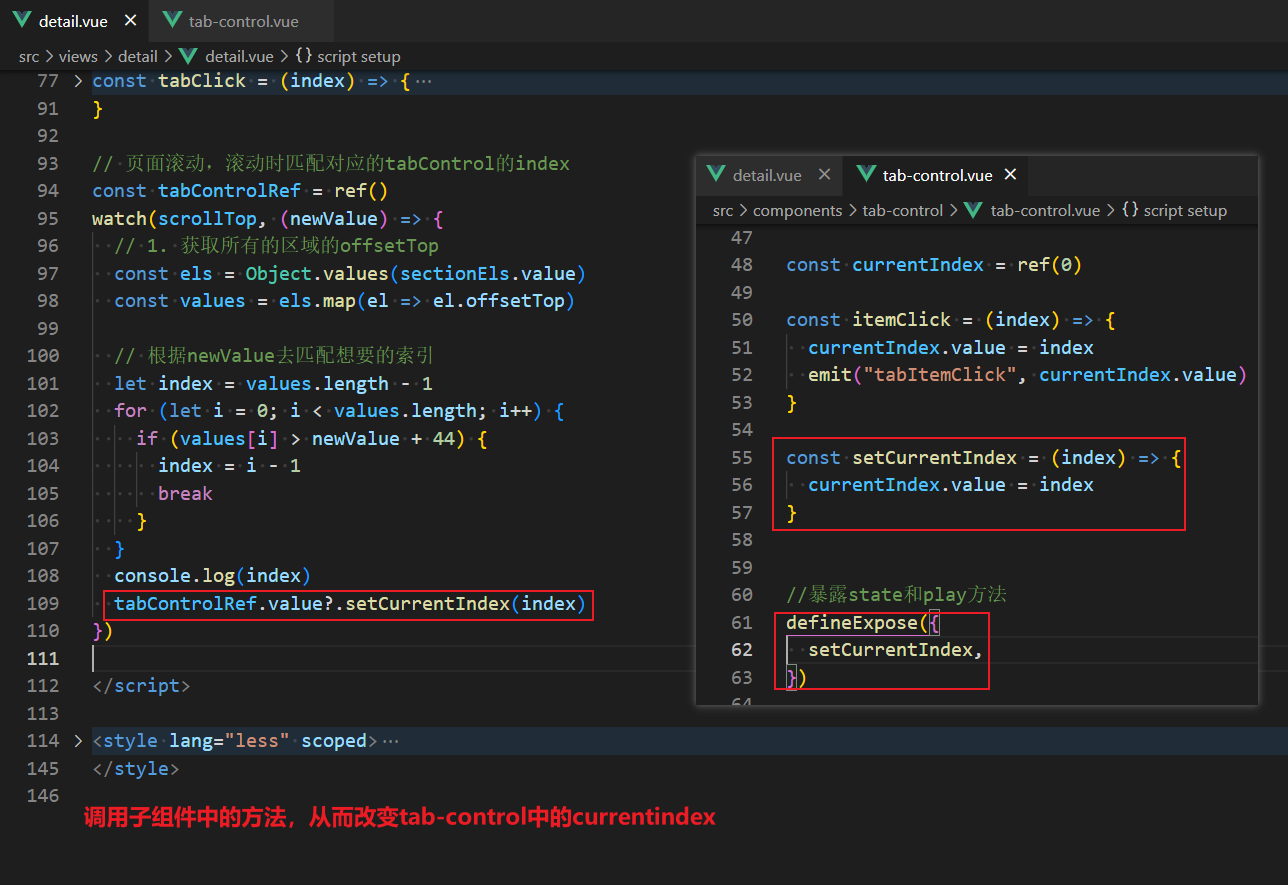 detail.vue
tab-control.vue
src > views > detail > detail.vue > {} script setup
77 > const tabClick = (index) => { ···
91 }
92
93 // 页面滚动，滚动时匹配对应的tabControl的index
94 const tabControlRef = ref()
95 watch(scrollTop, (newValue) => {
96 // 1. 获取所有的区域的offsetTop
97 const els = Object.values(sectionEls.value)
98 const values = els.map(el => el.offsetTop)
99
100 // 根据newValue去匹配想要的索引
101 let index = values.length - 1
102 for (let i = 0; i < values.length; i++) {
103 if (values[i] > newValue + 44) {
104 index = i - 1
105 break
106 }
107 }
108 console.log(index)
109 tabControlRef.value?.setCurrentIndex(index)
110 })
111
112 </script>
113
114 > <style lang="less" scoped> ···
145 </style>
146
detail.vue
tab-control.vue
src > components > tab-control > tab-control.vue > {} script setup
47
48 const currentIndex = ref(0)
49
50 const itemClick = (index) => {
51 currentIndex.value = index
52 emit("tabItemClick", currentIndex.value)
53 }
54
55 const setCurrentIndex = (index) => {
56 currentIndex.value = index
57 }
58
59
60 //暴露state和play方法
61 defineExpose({
62 setCurrentIndex,
63 })
64
调用子组件中的方法，从而改变tab-control中的currentindex